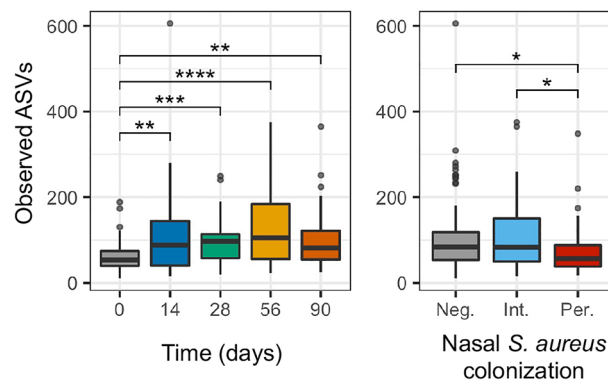 Observed ASVs
600
400
200
0
**
****
***
**
0 14 28 56 90
Time (days)
600
400
200
0
*
*
Neg. Int. Per.
Nasal S. aureus
colonization